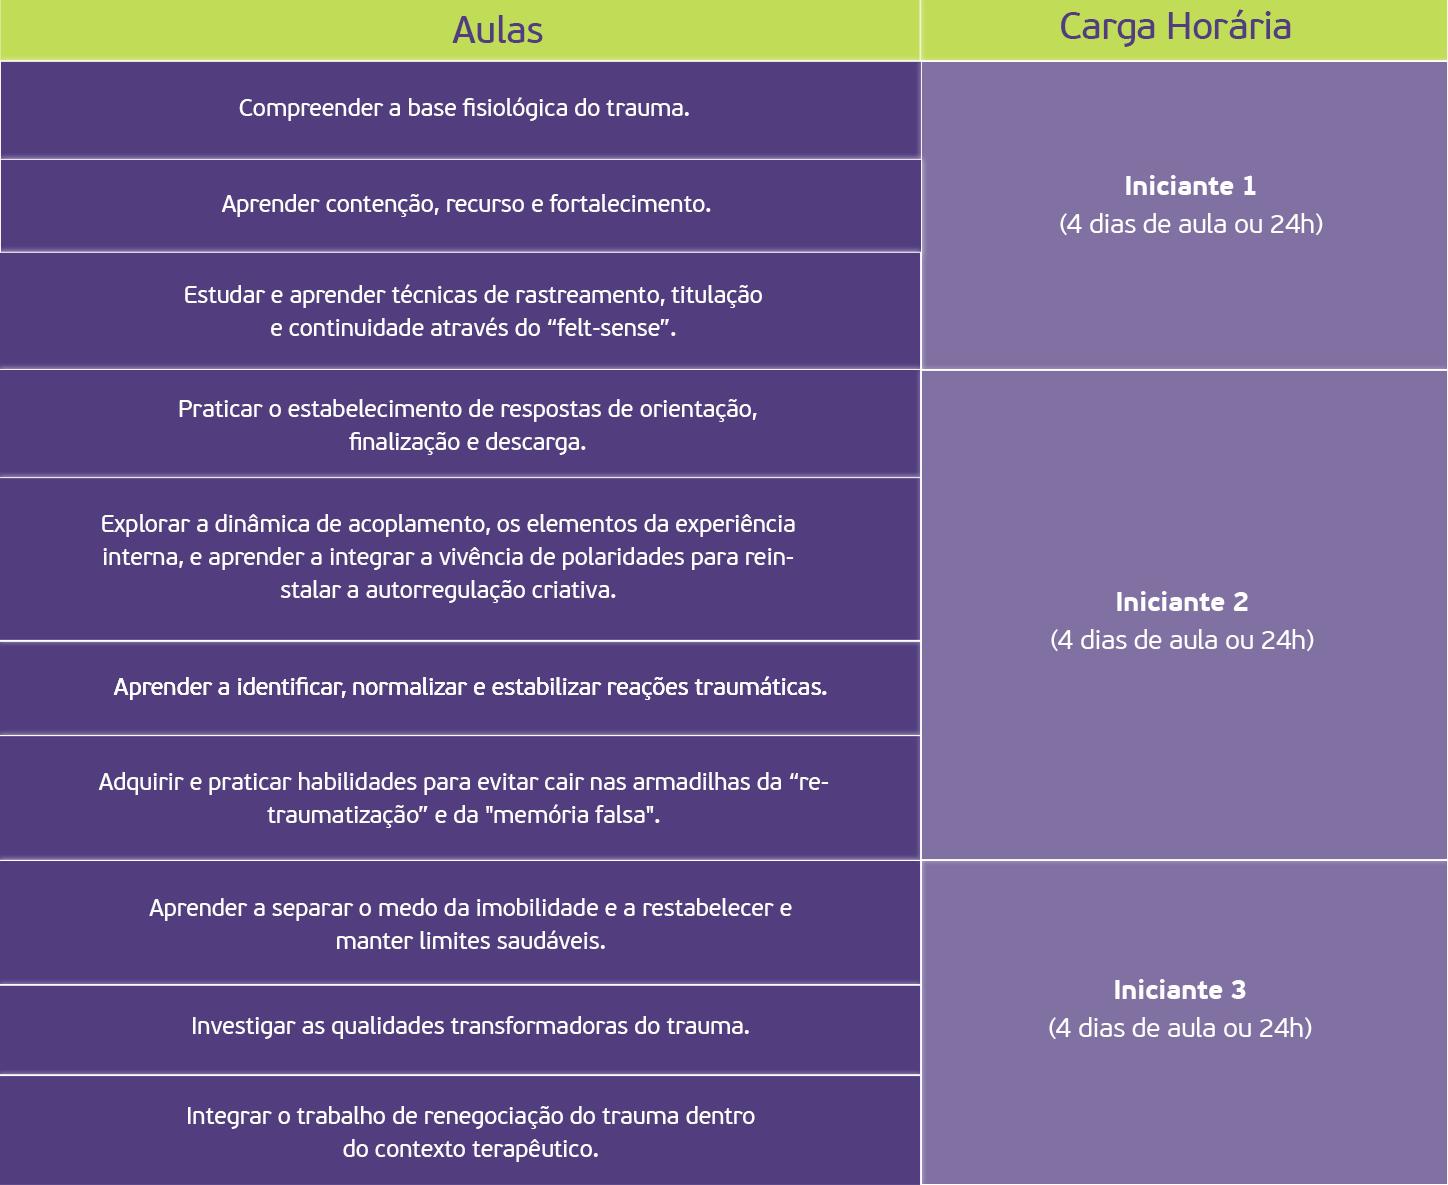 Aulas
Carga Horária
Compreender a base fisiológica do trauma.
Aprender contenção, recurso e fortalecimento.
Estudar e aprender técnicas de rastreamento, titulação
e continuidade através do “felt-sense”.
Iniciante 1
(4 dias de aula ou 24h)
Praticar o estabelecimento de respostas de orientação,
finalização e descarga.
Explorar a dinâmica de acoplamento, os elementos da experiência
interna, e aprender a integrar a vivência de polaridades para rein-
stalar a autorregulação criativa.
Aprender a identificar, normalizar e estabilizar reações traumáticas.
Adquirir e praticar habilidades para evitar cair nas armadilhas da “re-
traumatização” e da "memória falsa".
Iniciante 2
(4 dias de aula ou 24h)
Aprender a separar o medo da imobilidade e a restabelecer e
manter limites saudáveis.
Investigar as qualidades transformadoras do trauma.
Integrar o trabalho de renegociação do trauma dentro
do contexto terapêutico.
Iniciante 3
(4 dias de aula ou 24h)